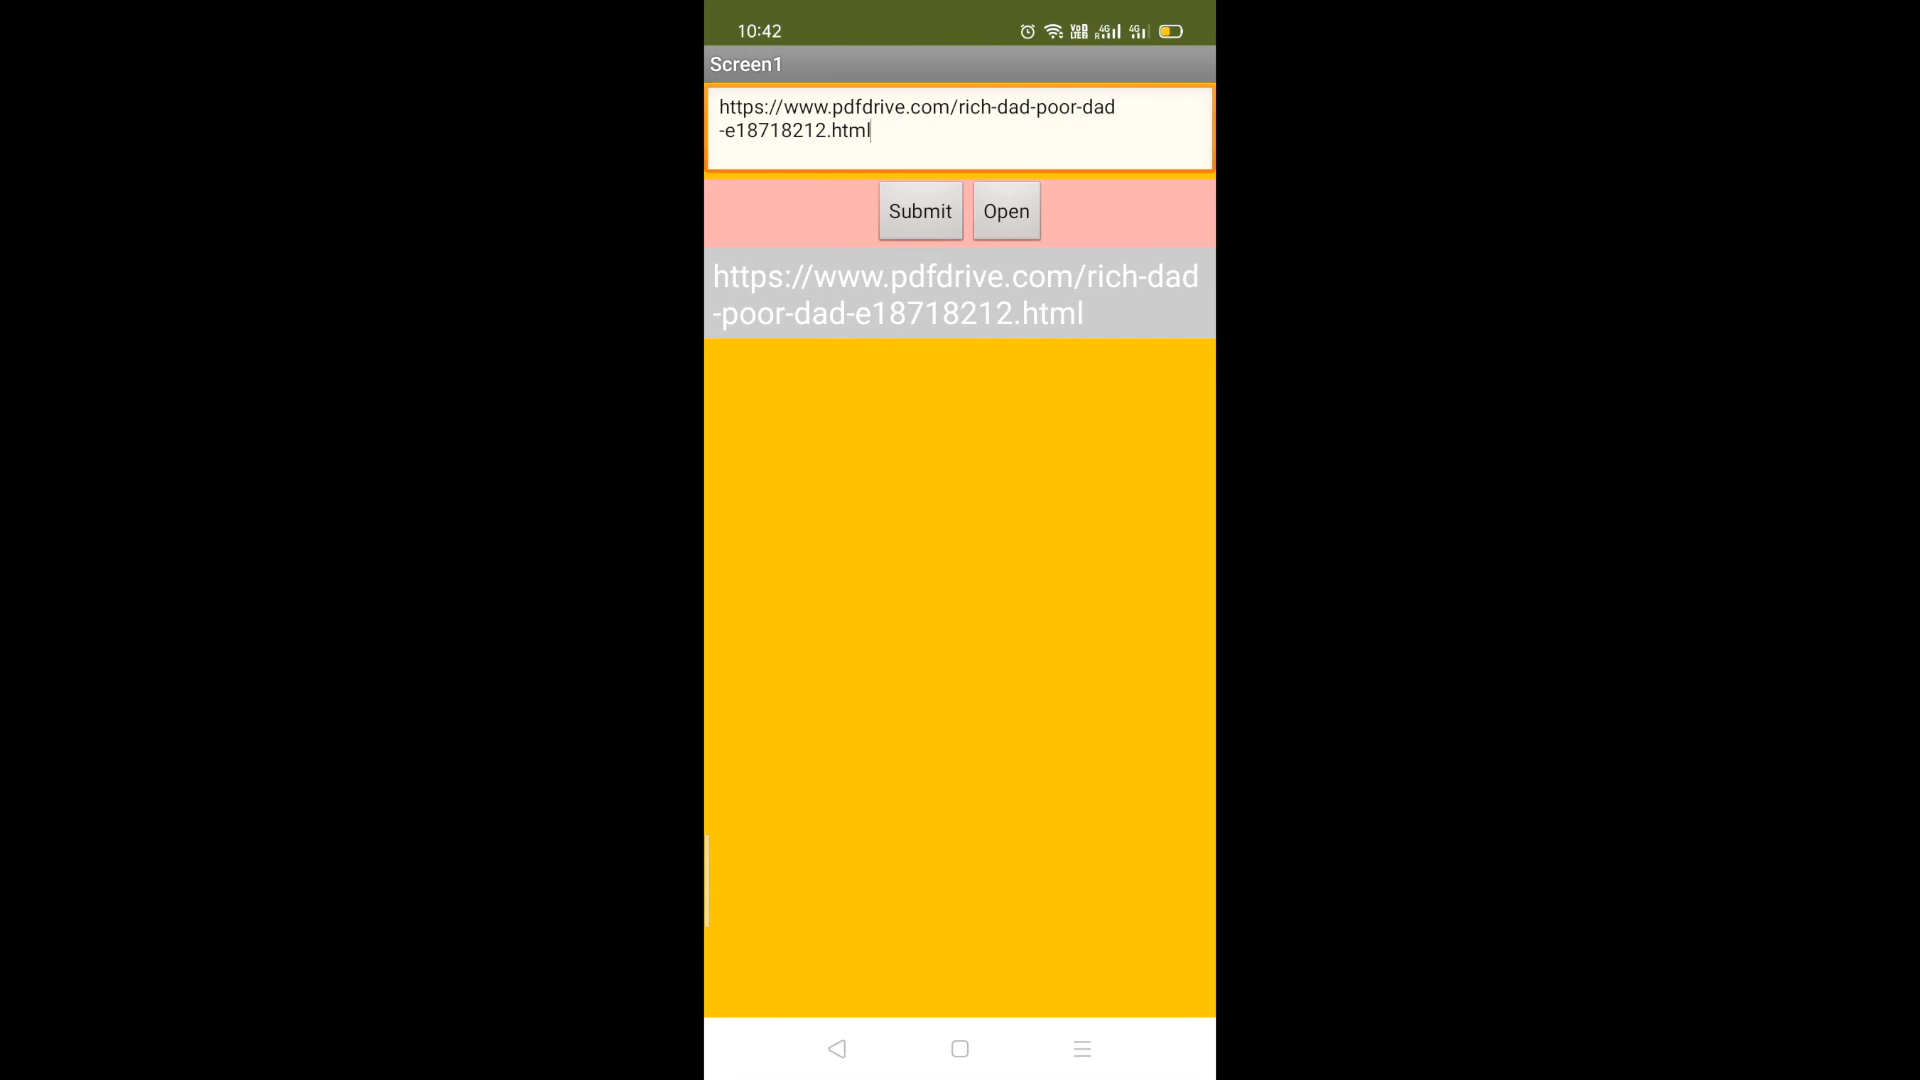 10:42
Screen1
https://www.pdfdrive.com/rich-dad-poor-dad
-e18718212.html
Submit Open
https://www.pdfdrive.com/rich-dad
-poor-dad-e18718212.html